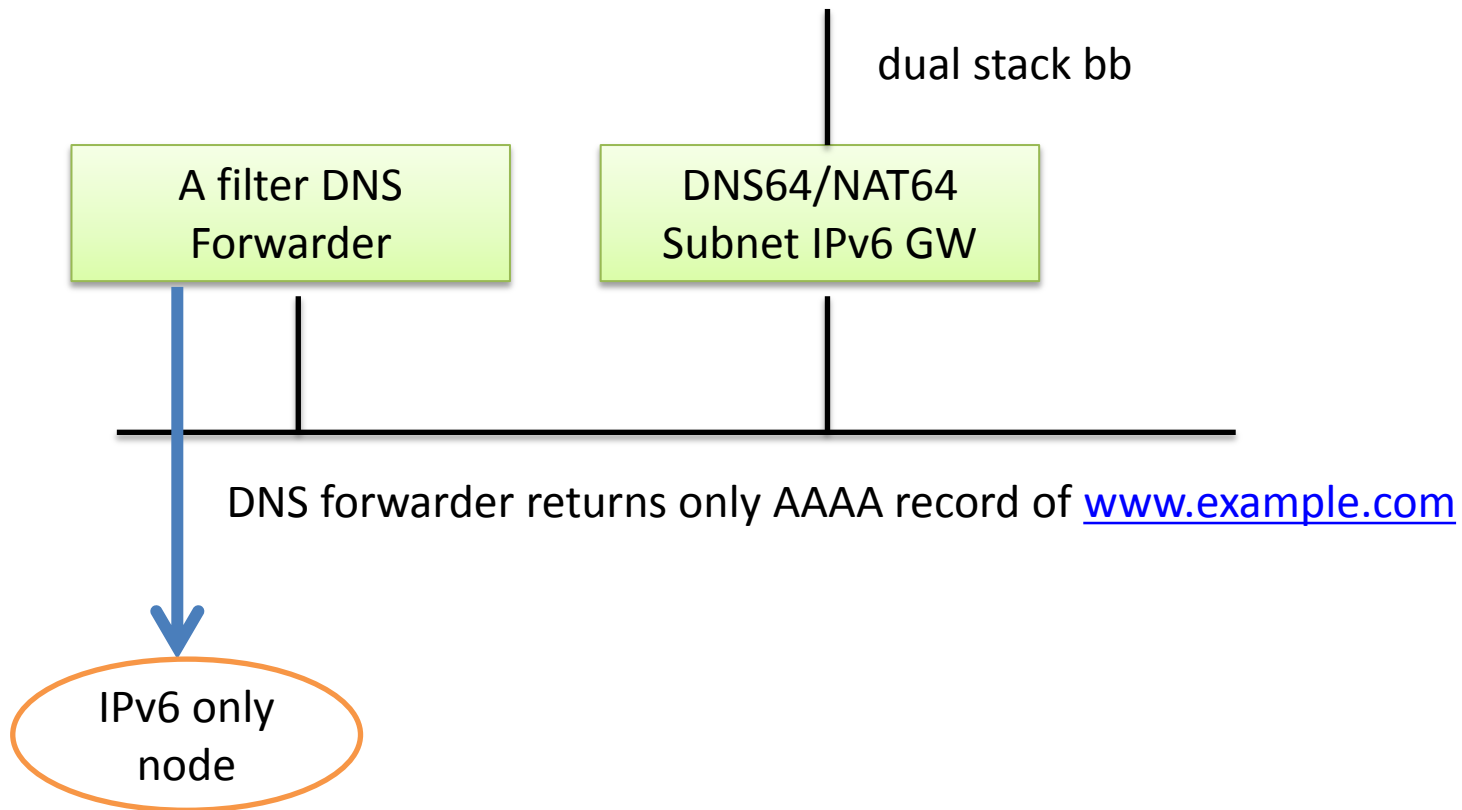 dual stack bb
A filter DNS
Forwarder
DNS64/NAT64
Subnet IPv6 GW
DNS forwarder returns only AAAA record of www.example.com
IPv6 only
node